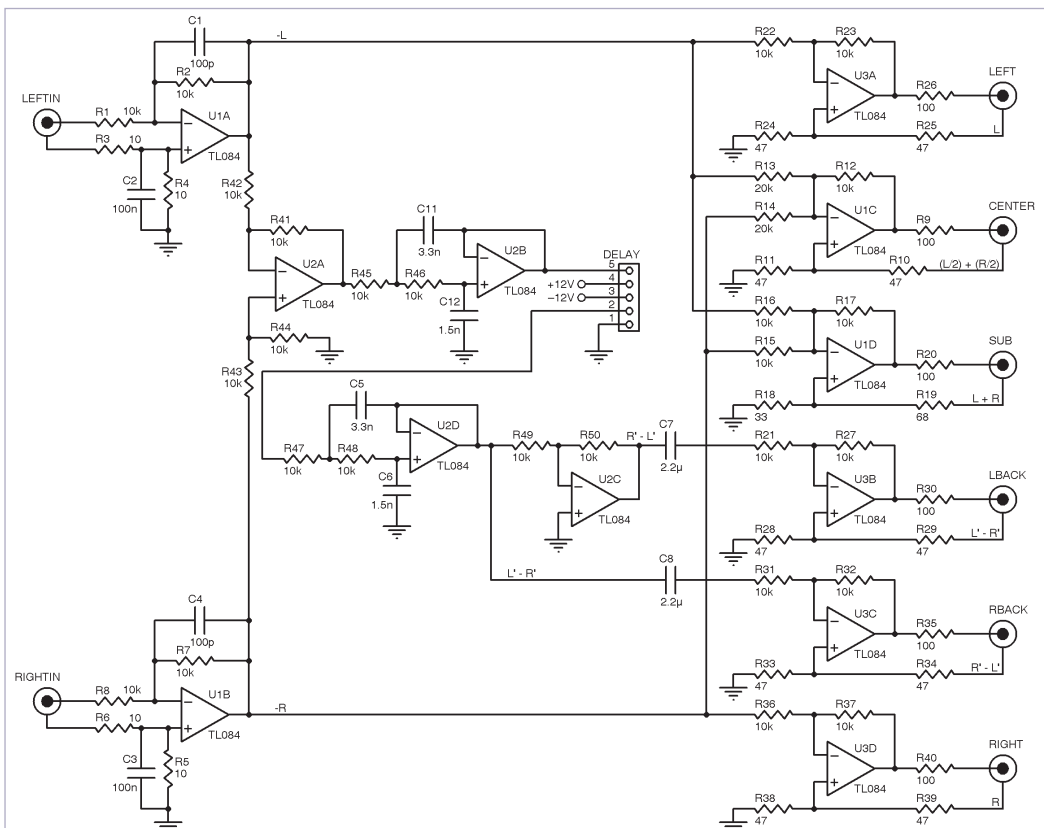 C1
100p
R2
10k
LEFTIN
R1
10k
U1A
TL084
R3
10
C2
100n
R4
10
-L
R42
10k
R41
10k
U2A
TL084
R45
10k
C11
3.3n
R46
10k
U2B
TL084
C12
1.5n
DELAY
5
4
3
2
1
+12V
−12V
R44
10k
R43
10k
C5
3.3n
R47
10k
R48
10k
U2D
TL084
C6
1.5n
R49
10k
R50
10k
U2C
TL084
R' - L'
C7
2.2µ
L' - R'
C8
2.2µ
C4
100p
R7
10k
RIGHTIN
R8
10k
U1B
TL084
R6
10
C3
100n
R5
10
-R
R22
10k
R23
10k
U3A
TL084
R26
100
LEFT
R24
47
R25
47
L
R13
20k
R12
10k
R14
20k
U1C
TL084
R9
100
CENTER
R11
47
R10
47
(L/2) + (R/2)
R16
10k
R17
10k
R15
10k
U1D
TL084
R20
100
SUB
R18
33
R19
68
L + R
R21
10k
R27
10k
U3B
TL084
R30
100
LBACK
R28
47
R29
47
L' - R'
R31
10k
R32
10k
U3C
TL084
R35
100
RBACK
R33
47
R34
47
R' - L'
R36
10k
R37
10k
U3D
TL084
R40
100
RIGHT
R38
47
R39
47
R